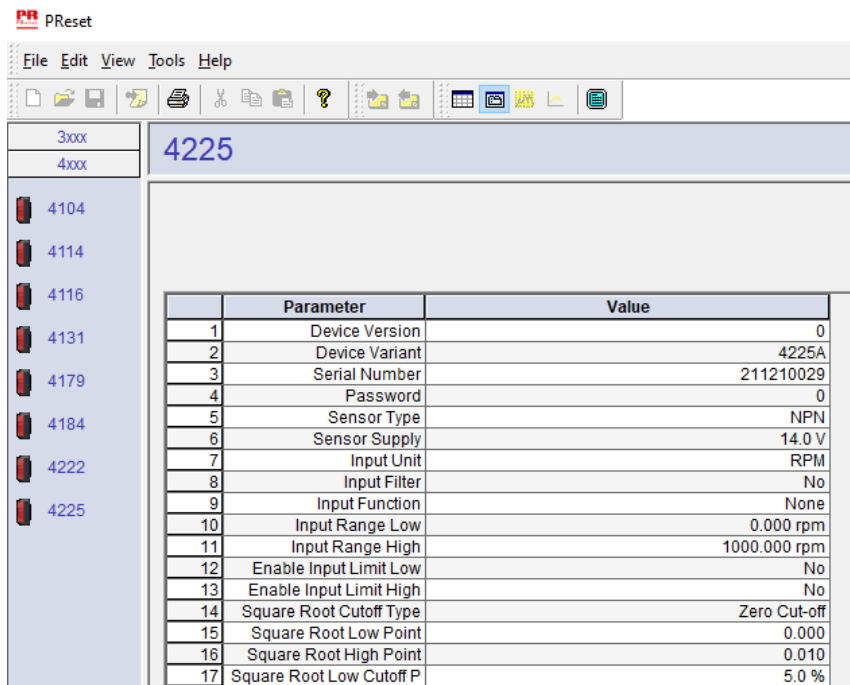 PR PReset
File Edit View Tools Help
3xxx
4xxx
4225
4104
4114
4116
4131
4179
4184
4222
4225
Parameter Value
1 Device Version 0
2 Device Variant 4225A
3 Serial Number 211210029
4 Password 0
5 Sensor Type NPN
6 Sensor Supply 14.0 V
7 Input Unit RPM
8 Input Filter No
9 Input Function None
10 Input Range Low 0.000 rpm
11 Input Range High 1000.000 rpm
12 Enable Input Limit Low No
13 Enable Input Limit High No
14 Square Root Cutoff Type Zero Cut-off
15 Square Root Low Point 0.000
16 Square Root High Point 0.010
17 Square Root Low Cutoff P 5.0 %